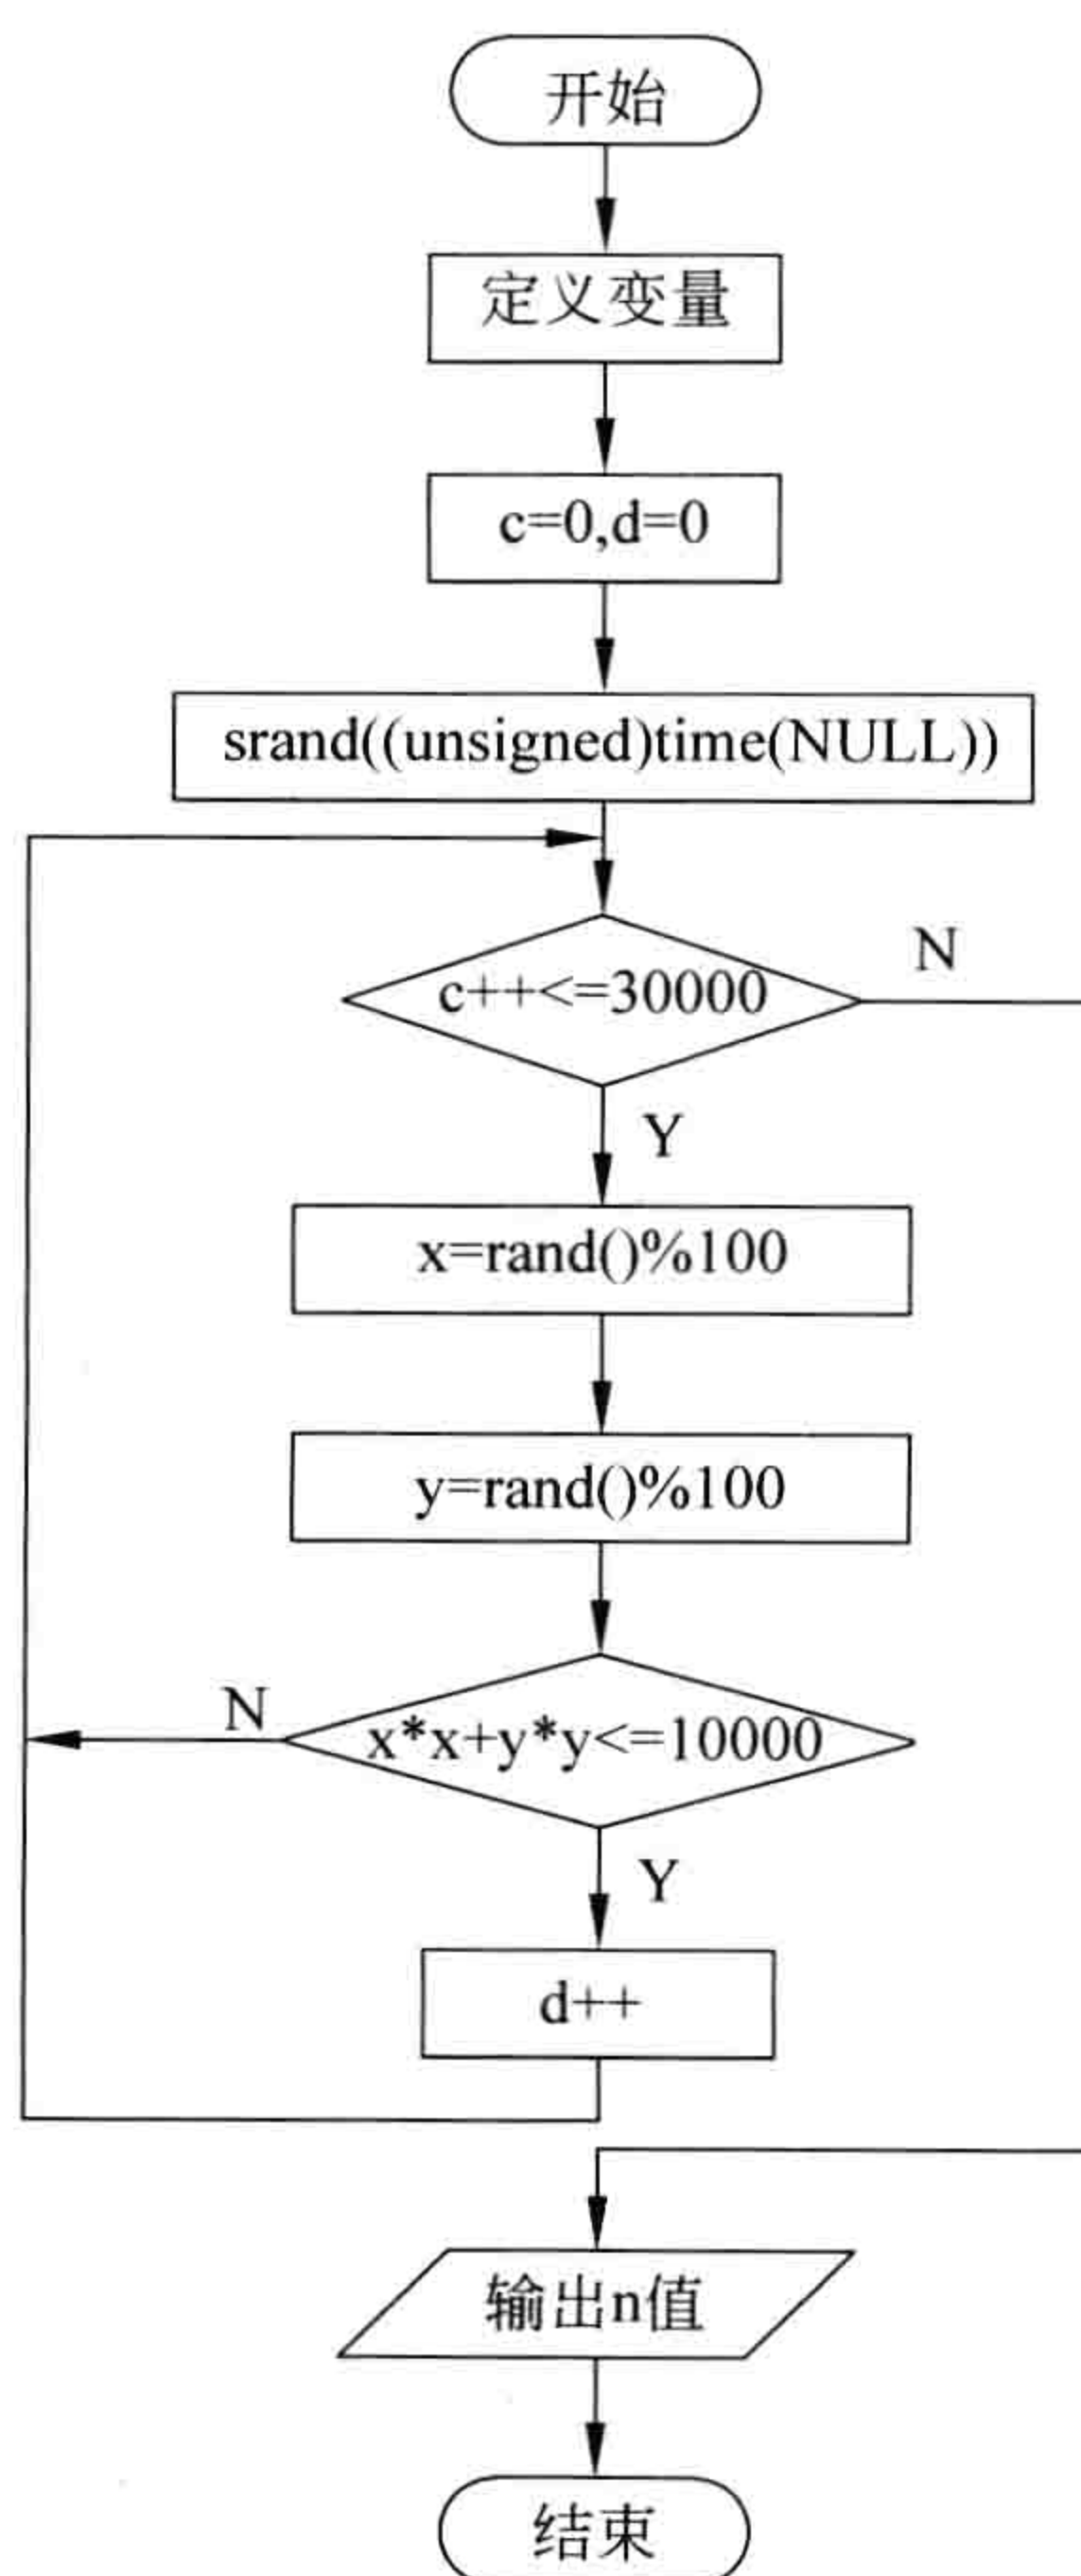 开始
定义变量
c=0,d=0
srand((unsigned)time(NULL))
c++<=30000
N
Y
x=rand()%100
y=rand()%100
N
x*x+y*y<=10000
Y
d++
输出n值
结束